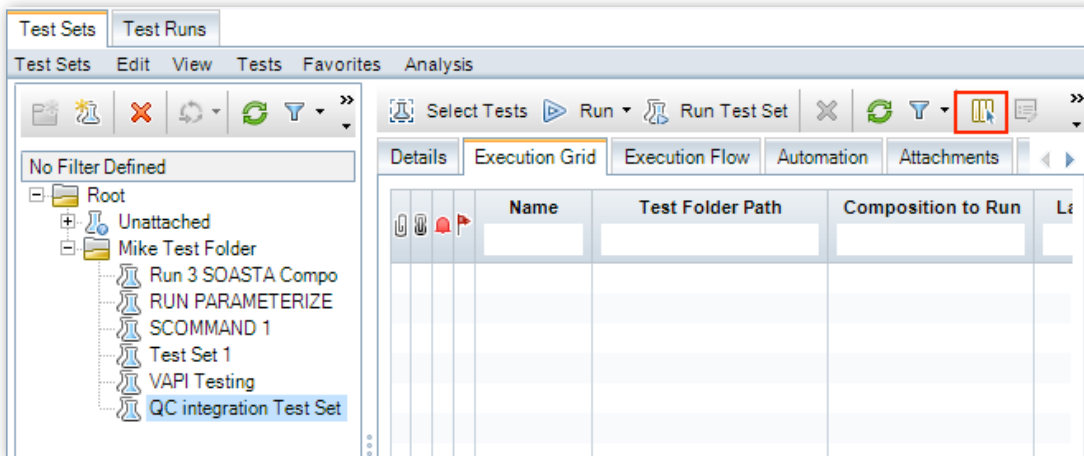 Test Sets Test Runs
Test Sets Edit View Tests Favorites Analysis
Select Tests Run Run Test Set
No Filter Defined
Details Execution Grid Execution Flow Automation Attachments
Root
Unattached
Mike Test Folder
Run 3 SOASTA Compo
RUN PARAMETERIZE
SCOMMAND 1
Test Set 1
VAPI Testing
QC integration Test Set
Name Test Folder Path Composition to Run La